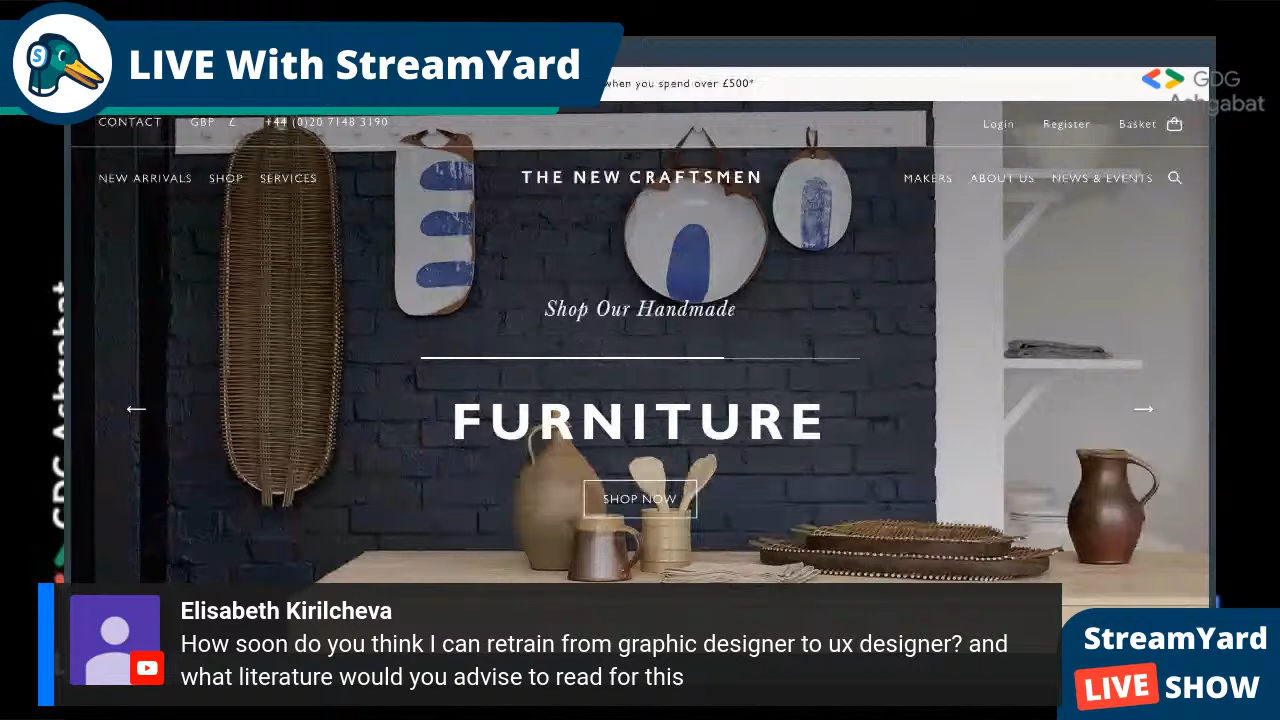 LIVE With StreamYard
when you spend over £500*
GDG
Ashgabat
CONTACT GBP £ +44 (0)20 7148 3190
Login Register Basket
NEW ARRIVALS SHOP SERVICES
THE NEW CRAFTSMEN
MAKERS ABOUT US NEWS & EVENTS
Shop Our Handmade
FURNITURE
SHOP NOW
GDG Ashgabat
Elisabeth Kirilcheva
How soon do you think I can retrain from graphic designer to ux designer? and
what literature would you advise to read for this
StreamYard
LIVE SHOW